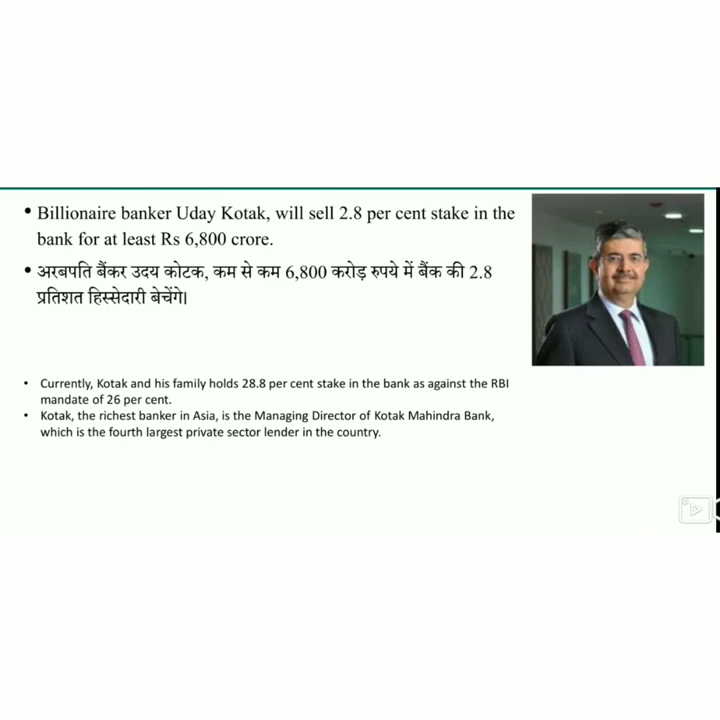 • Billionaire banker Uday Kotak, will sell 2.8 per cent stake in the
bank for at least Rs 6,800 crore.
• अरबपति बैंकर उदय कोटक, कम से कम 6,800 करोड़ रुपये में बैंक की 2.8
प्रतिशत हिस्सेदारी बेचेंगे।
• Currently, Kotak and his family holds 28.8 per cent stake in the bank as against the RBI
mandate of 26 per cent.
• Kotak, the richest banker in Asia, is the Managing Director of Kotak Mahindra Bank,
which is the fourth largest private sector lender in the country.